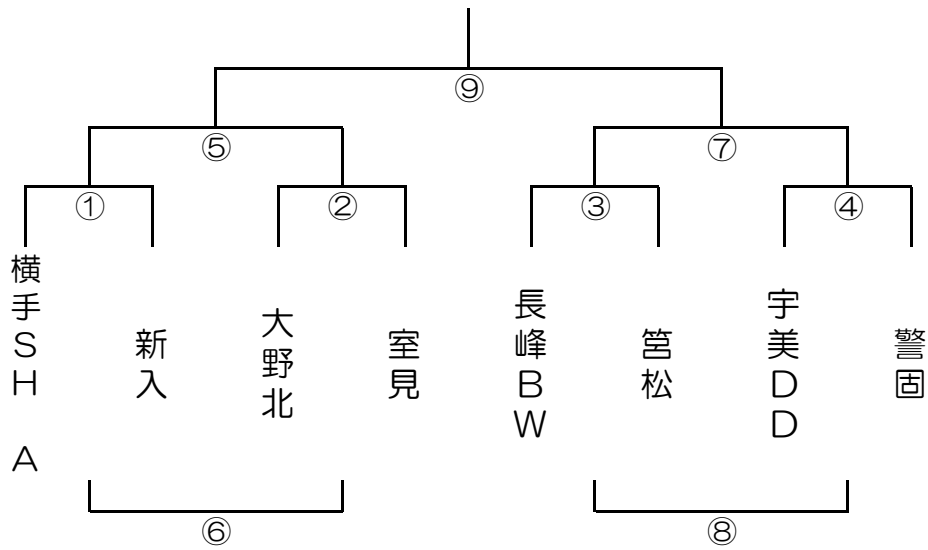 ⑨
⑤
⑦
①
②
③
④
横手SH A
新入
大野北
室見
長峰BW
筥松
宇美DD
警固
⑥
⑧